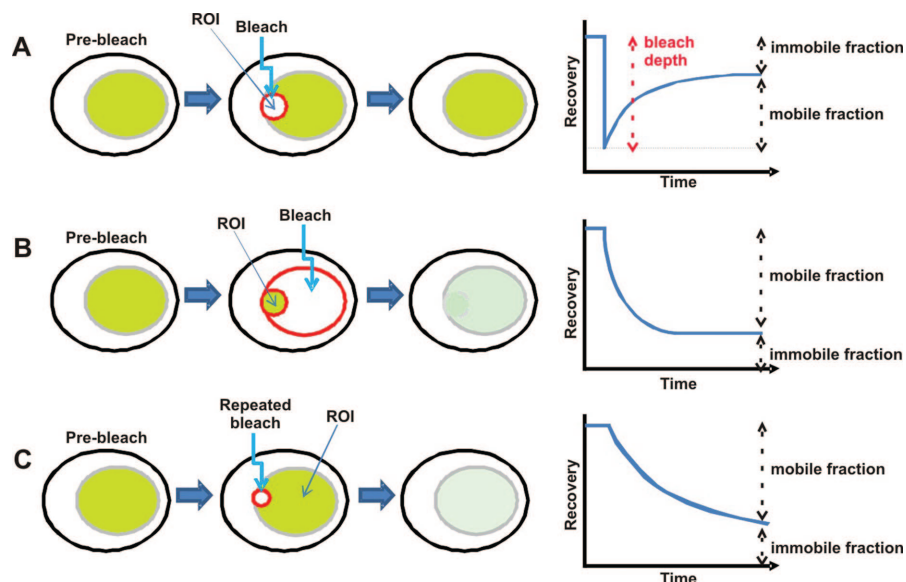 A
Pre-bleach
ROI
Bleach
Recovery
bleach
depth
immobile fraction
mobile fraction
Time
B
Pre-bleach
ROI
Bleach
Recovery
mobile fraction
immobile fraction
Time
C
Pre-bleach
Repeated
bleach
ROI
Recovery
mobile fraction
immobile fraction
Time